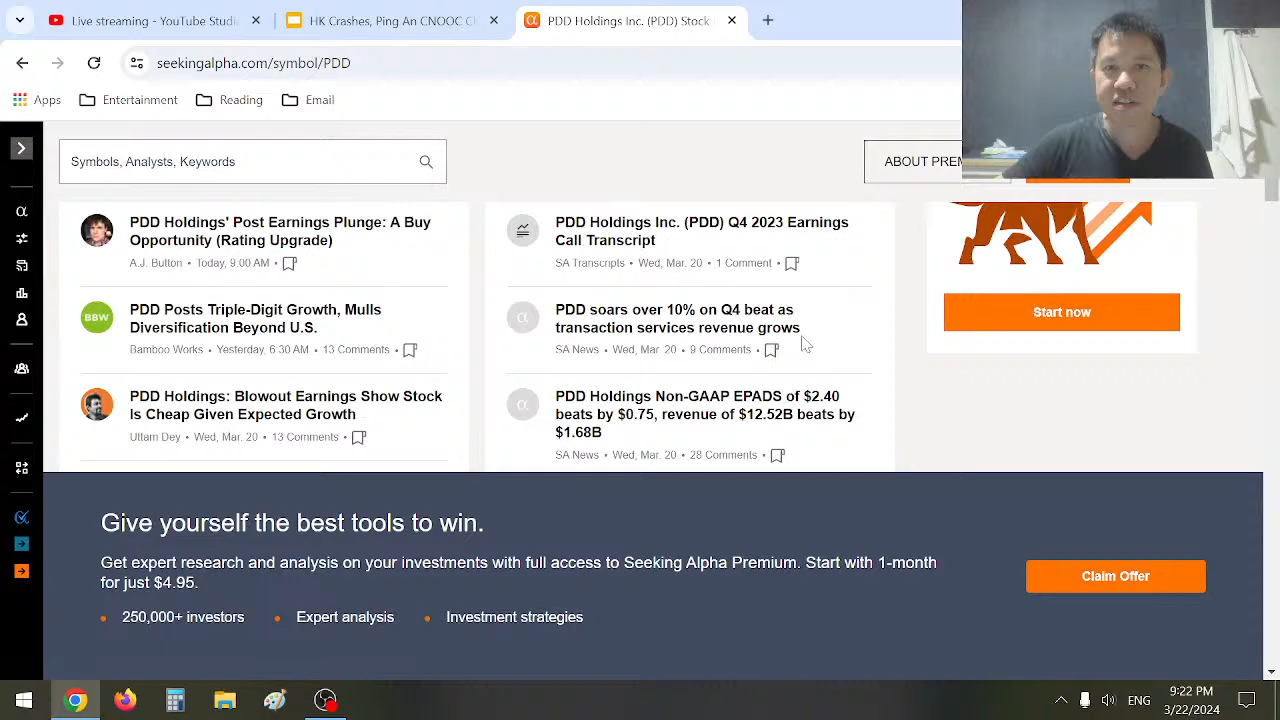 Live streaming - YouTube Studi
HK Crashes, Ping An CNOOC C
PDD Holdings Inc. (PDD) Stock
seekingalpha.com/symbol/PDD
Apps
Entertainment
Reading
Email
Symbols, Analysts, Keywords
ABOUT PREM
PDD Holdings' Post Earnings Plunge: A Buy
Opportunity (Rating Upgrade)
A.J. Button • Today, 9:00 AM •
BBW
PDD Posts Triple-Digit Growth, Mulls
Diversification Beyond U.S.
Bamboo Works • Yesterday, 6:30 AM • 13 Comments •
PDD Holdings: Blowout Earnings Show Stock
Is Cheap Given Expected Growth
Uttam Dey • Wed, Mar. 20 • 13 Comments •
PDD Holdings Inc. (PDD) Q4 2023 Earnings
Call Transcript
SA Transcripts • Wed, Mar. 20 • 1 Comment •
PDD soars over 10% on Q4 beat as
transaction services revenue grows
SA News • Wed, Mar. 20 • 9 Comments •
PDD Holdings Non-GAAP EPADS of $2.40
beats by $0.75, revenue of $12.52B beats by
$1.68B
SA News • Wed, Mar. 20 • 28 Comments •
Start now
Give yourself the best tools to win.
Get expert research and analysis on your investments with full access to Seeking Alpha Premium. Start with 1-month
for just $4.95.
• 250,000+ investors • Expert analysis • Investment strategies
Claim Offer
ENG
9:22 PM
3/22/2024